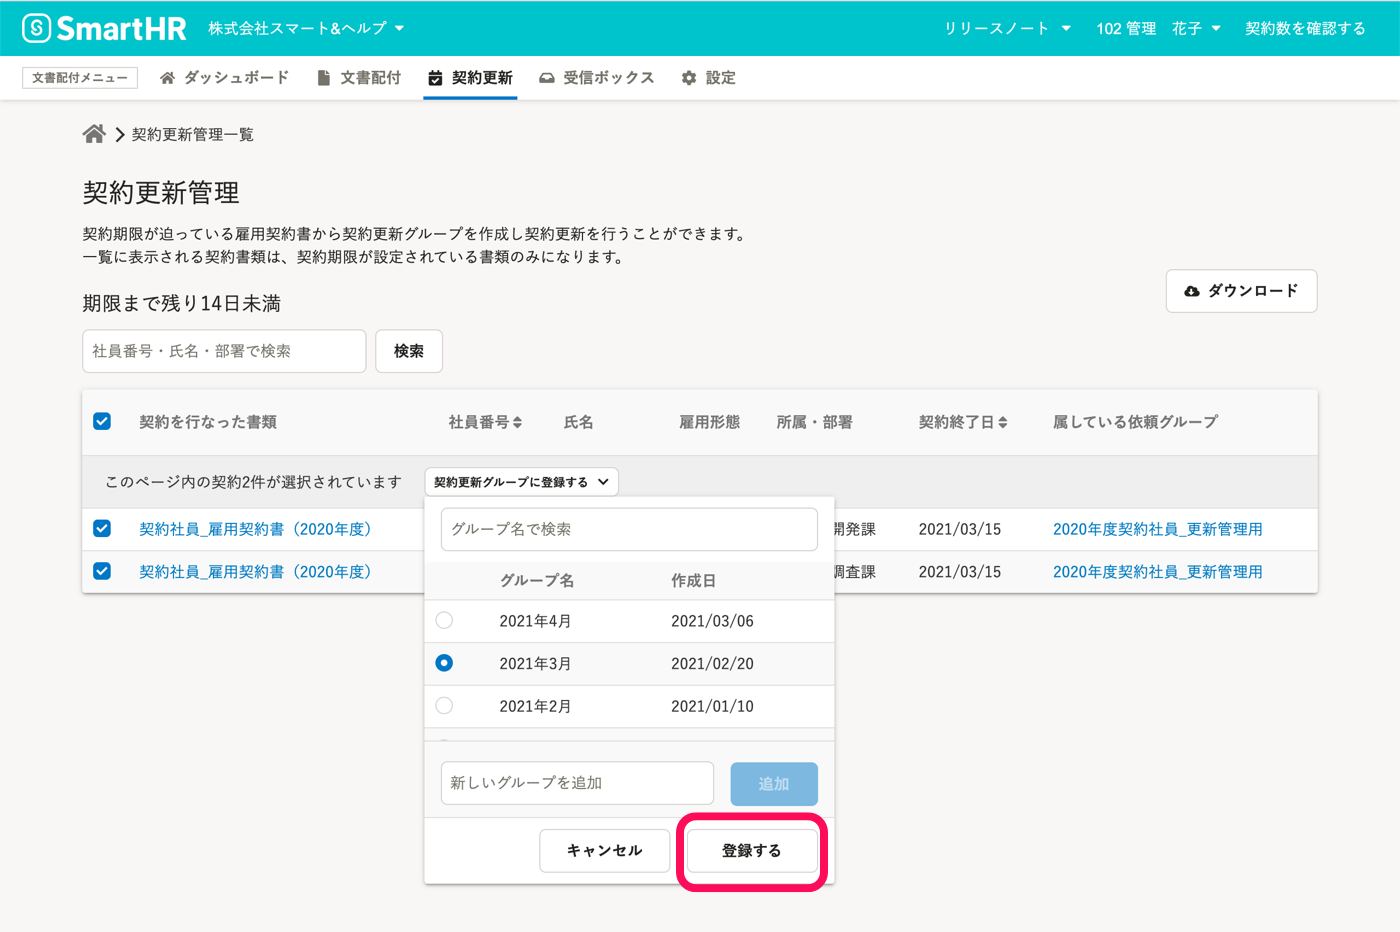 SmartHR 株式会社スマート&ヘルプ リリースノート 102 管理 花子 契約数を確認する
文書配付メニュー ダッシュボード 文書配付 契約更新 受信ボックス 設定
契約更新管理一覧
契約更新管理
契約期限が迫っている雇用契約書から契約更新グループを作成し契約更新を行うことができます。
一覧に表示される契約書類は、契約期限が設定されている書類のみになります。
期限まで残り14日未満
ダウンロード
社員番号・氏名・部署で検索 検索
契約を行なった書類 社員番号 氏名 雇用形態 所属・部署 契約終了日 属している依頼グループ
このページ内の契約2件が選択されています 契約更新グループに登録する
契約社員_雇用契約書（2020年度） 開発課 2021/03/15 2020年度契約社員_更新管理用
契約社員_雇用契約書（2020年度） 調査課 2021/03/15 2020年度契約社員_更新管理用
グループ名で検索
グループ名 作成日
2021年4月 2021/03/06
2021年3月 2021/02/20
2021年2月 2021/01/10
新しいグループを追加 追加
キャンセル 登録する